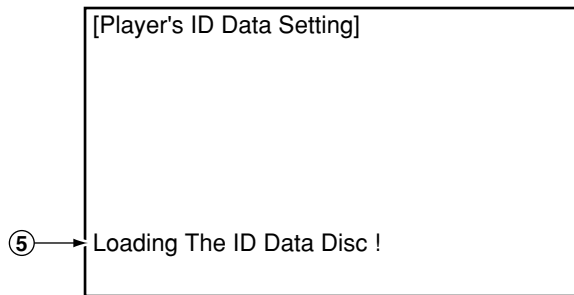 [Player's ID Data Setting]
⑤ Loading The ID Data Disc !